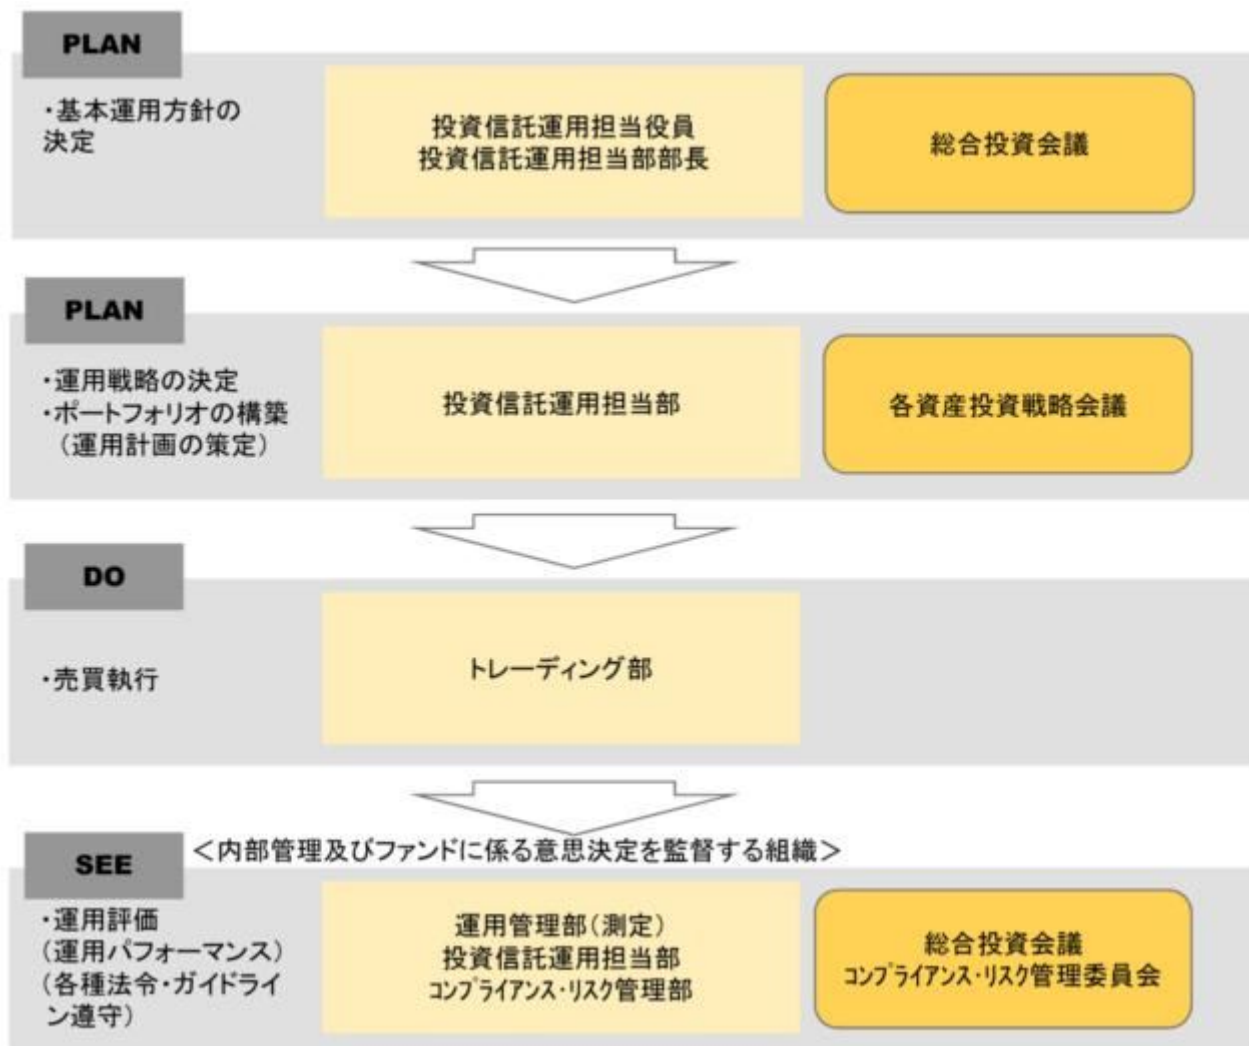 PLAN
・基本運用方針の
決定
投資信託運用担当役員
投資信託運用担当部部長
総合投資会議
PLAN
・運用戦略の決定
・ポートフォリオの構築
（運用計画の策定）
投資信託運用担当部
各資産投資戦略会議
DO
・売買執行
トレーディング部
SEE
＜内部管理及びファンドに係る意思決定を監督する組織＞
・運用評価
（運用パフォーマンス）
（各種法令・ガイドライ
ン遵守）
運用管理部（測定）
投資信託運用担当部
ｺﾝﾌﾟﾗｲｱﾝｽ・ﾘｽｸ管理部
総合投資会議
ｺﾝﾌﾟﾗｲｱﾝｽ・ﾘｽｸ管理委員会